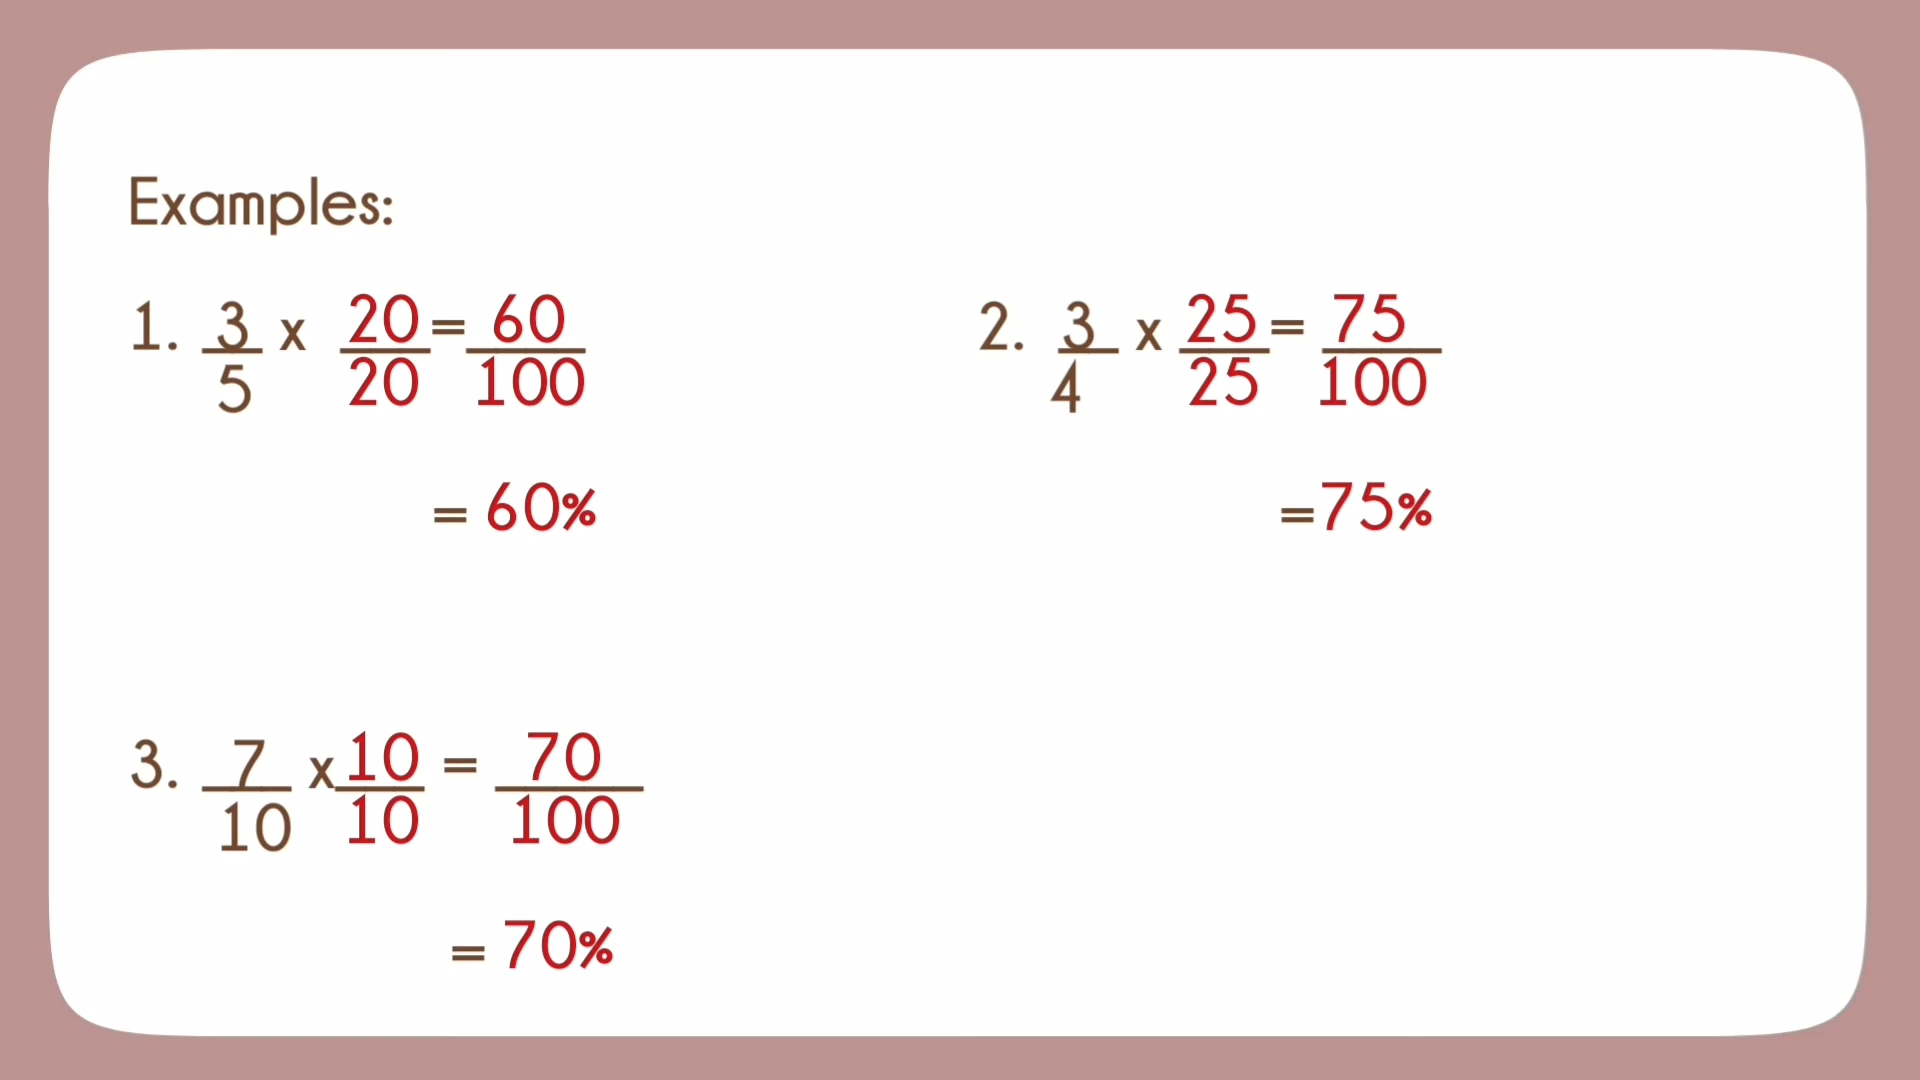 Examples:
1. 3/5 x 20/20 = 60/100
= 60%
2. 3/4 x 25/25 = 75/100
=75%
3. 7/10 x 10/10 = 70/100
= 70%